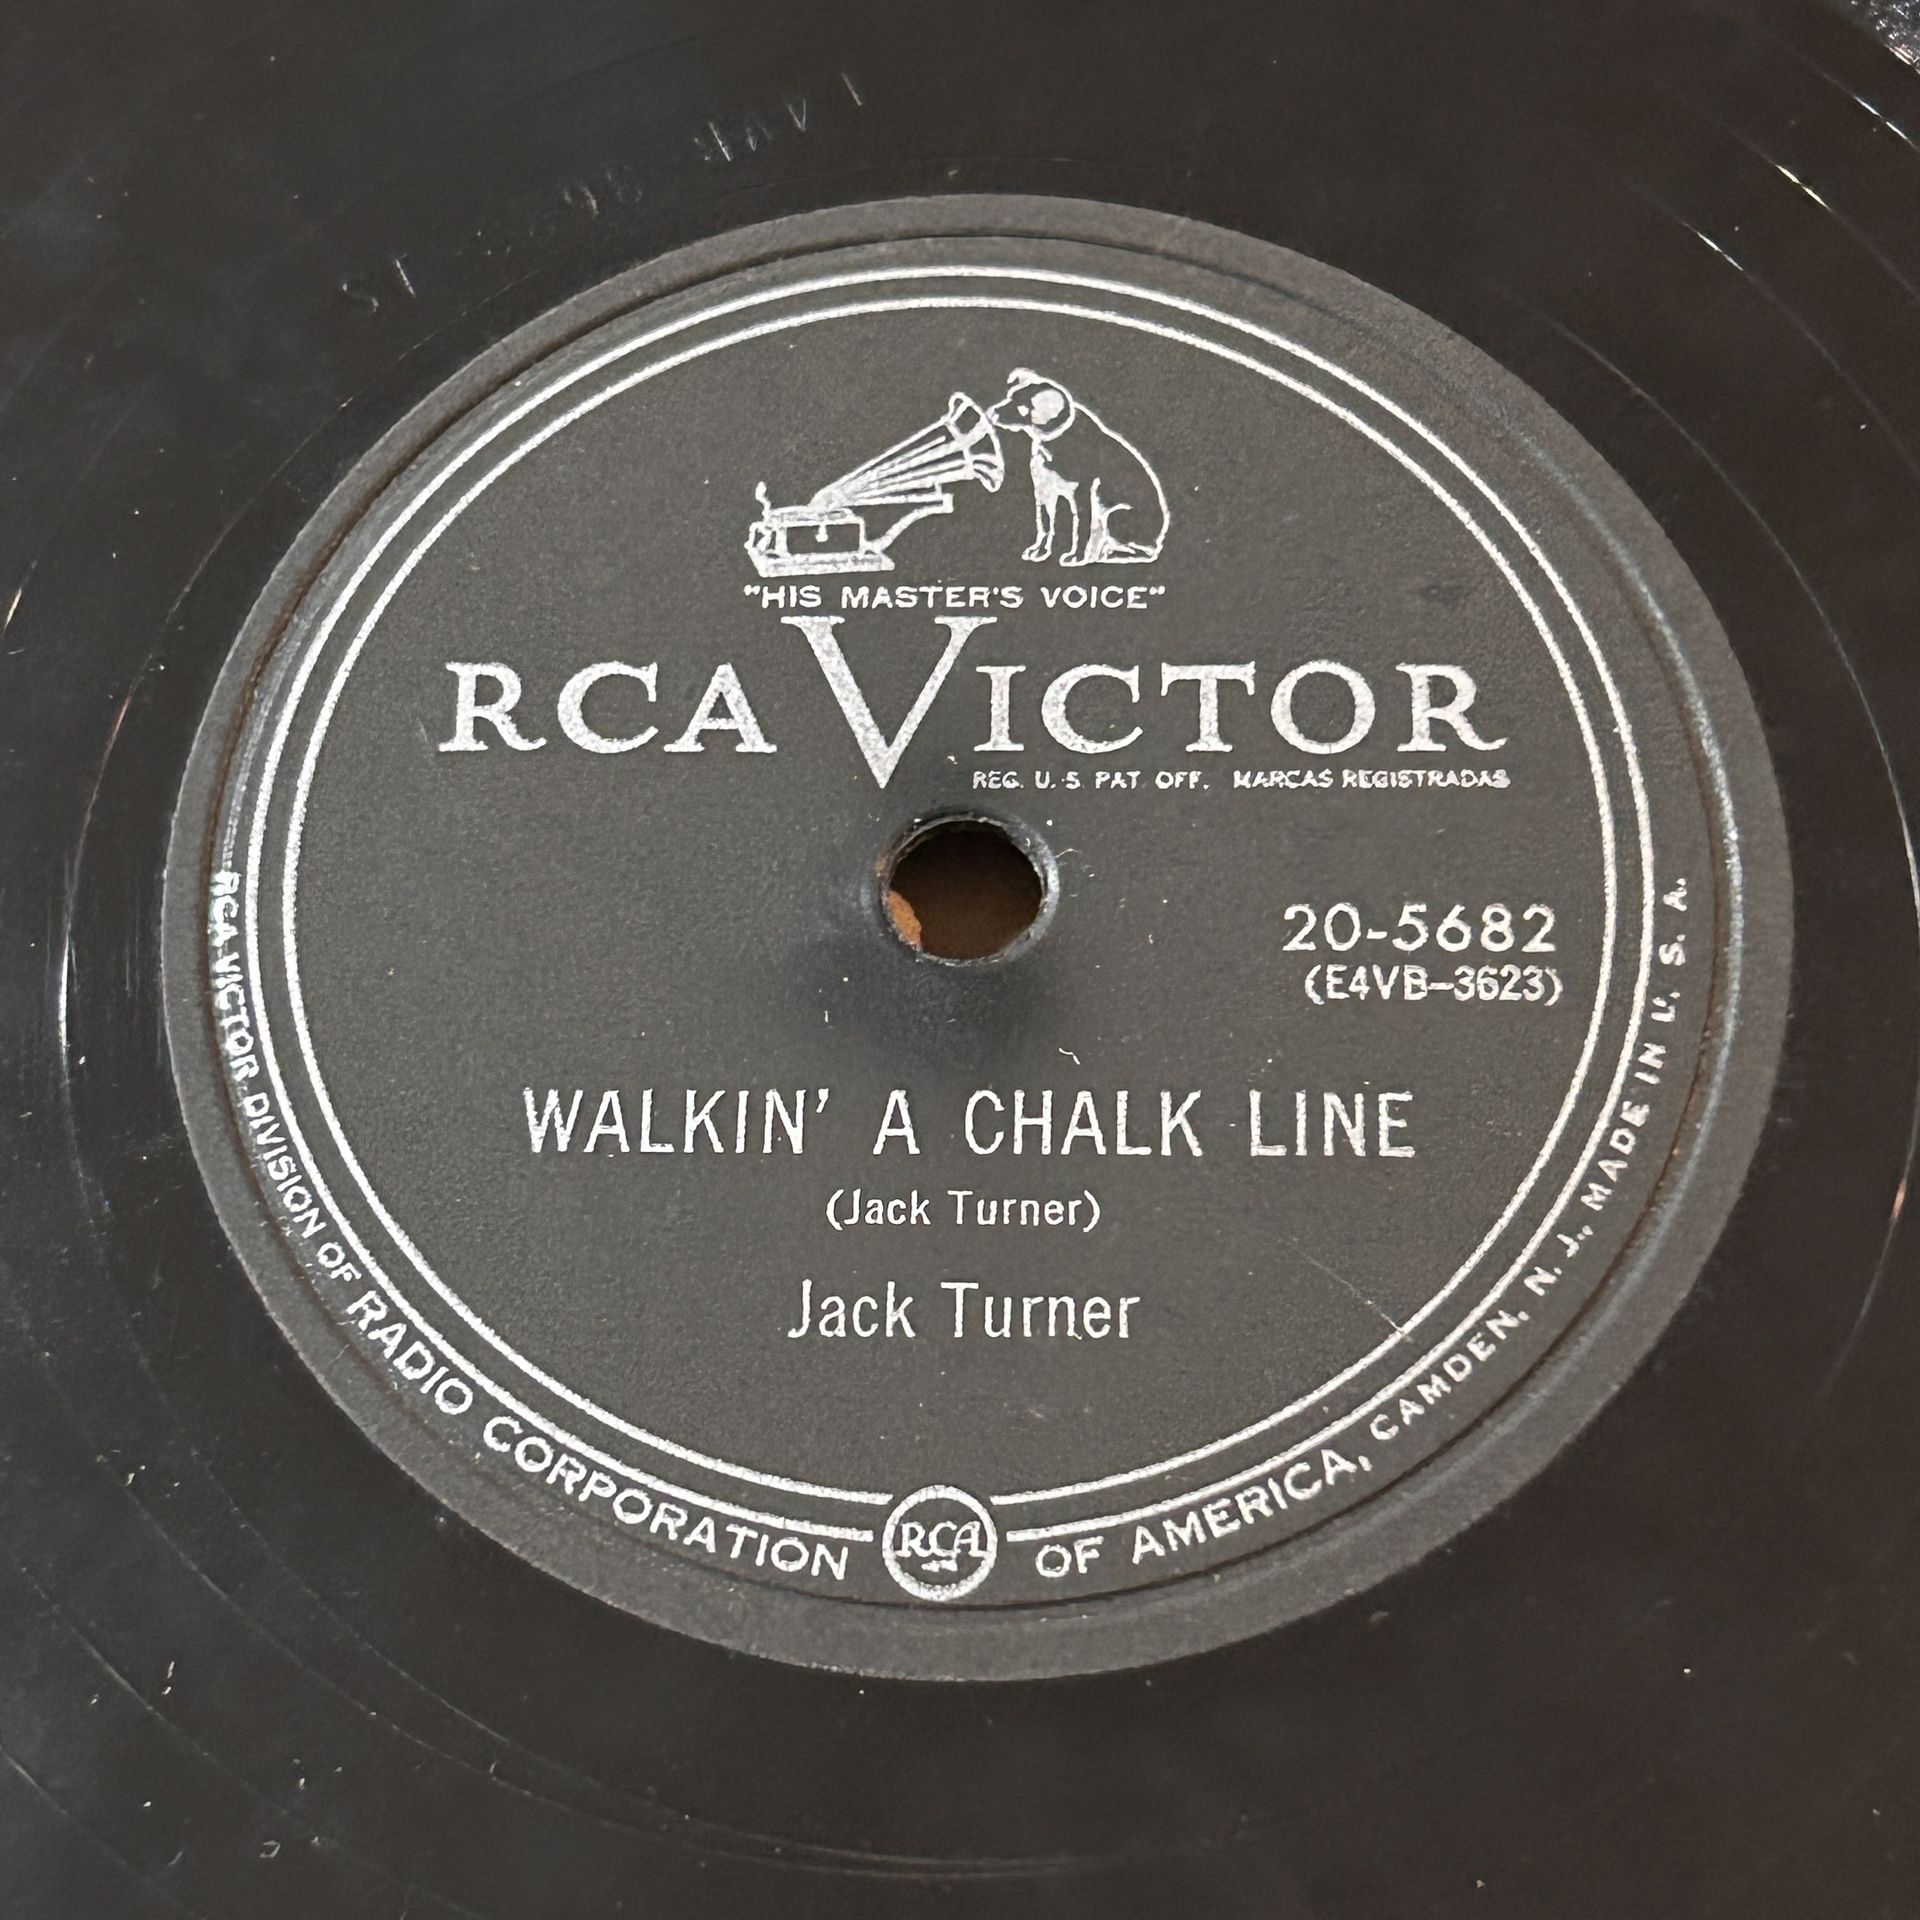 "HIS MASTER'S VOICE"
RCA VICTOR
REG. U. S. PAT. OFF. MARCAS REGISTRADAS
20-5682
(E4VB-3623)
WALKIN' A CHALK LINE
(Jack Turner)
Jack Turner
RCA VICTOR DIVISION OF RADIO CORPORATION OF AMERICA, CAMDEN, N. J., MADE IN U. S. A.
RCA